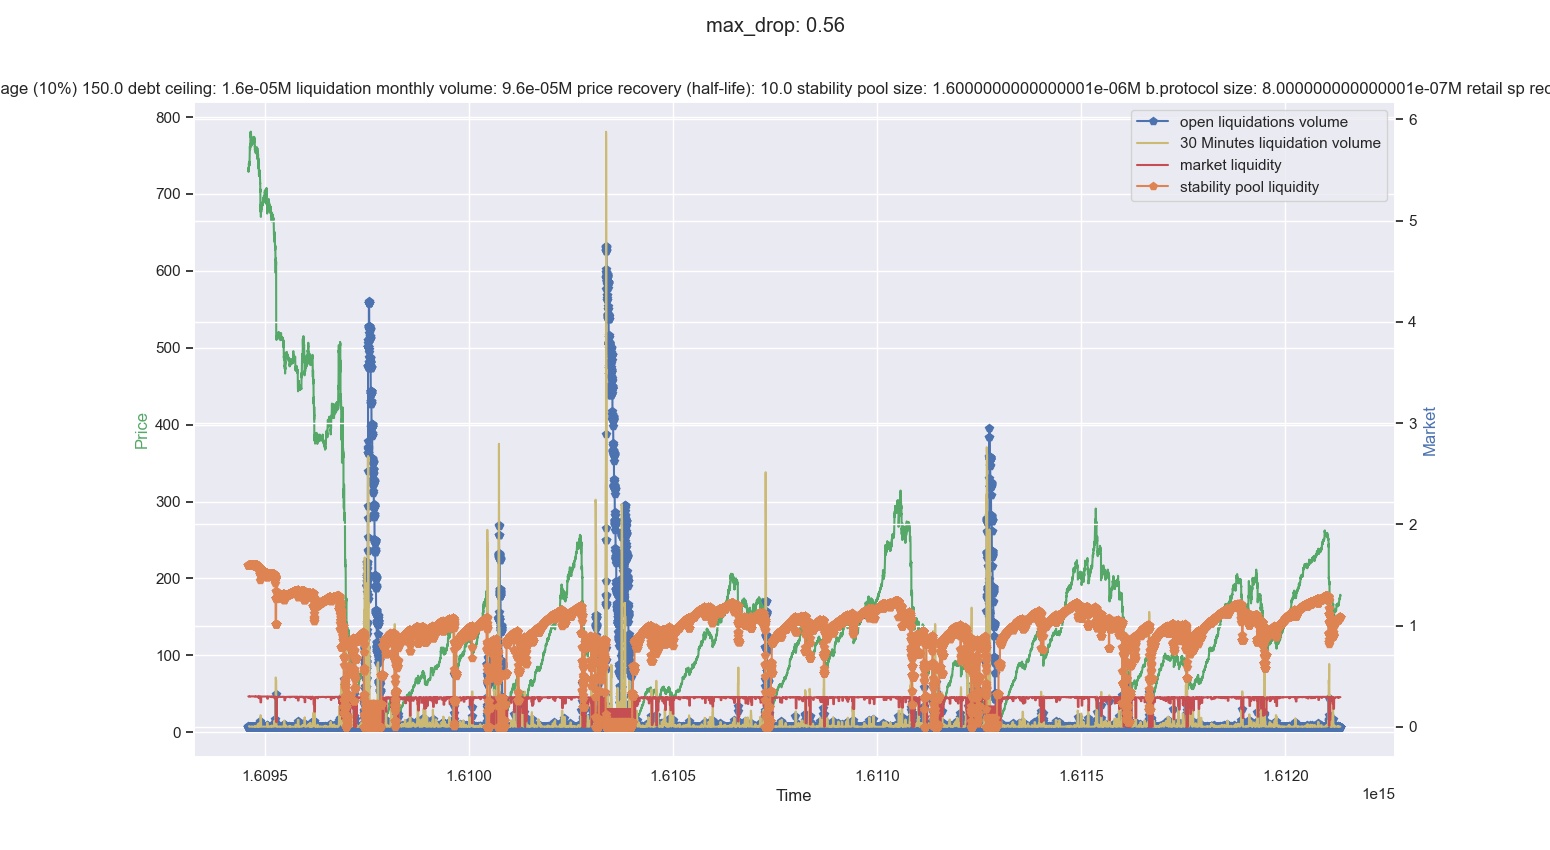 max_drop: 0.56
age (10%) 150.0 debt ceiling: 1.6e-05M liquidation monthly volume: 9.6e-05M price recovery (half-life): 10.0 stability pool size: 1.6000000000000001e-06M b.protocol size: 8.000000000000001e-07M retail sp rec
open liquidations volume
30 Minutes liquidation volume
market liquidity
stability pool liquidity
800
700
600
500
400
300
200
100
0
Price
6
5
4
3
2
1
0
Market
1.6095 1.6100 1.6105 1.6110 1.6115 1.6120
Time
1e15